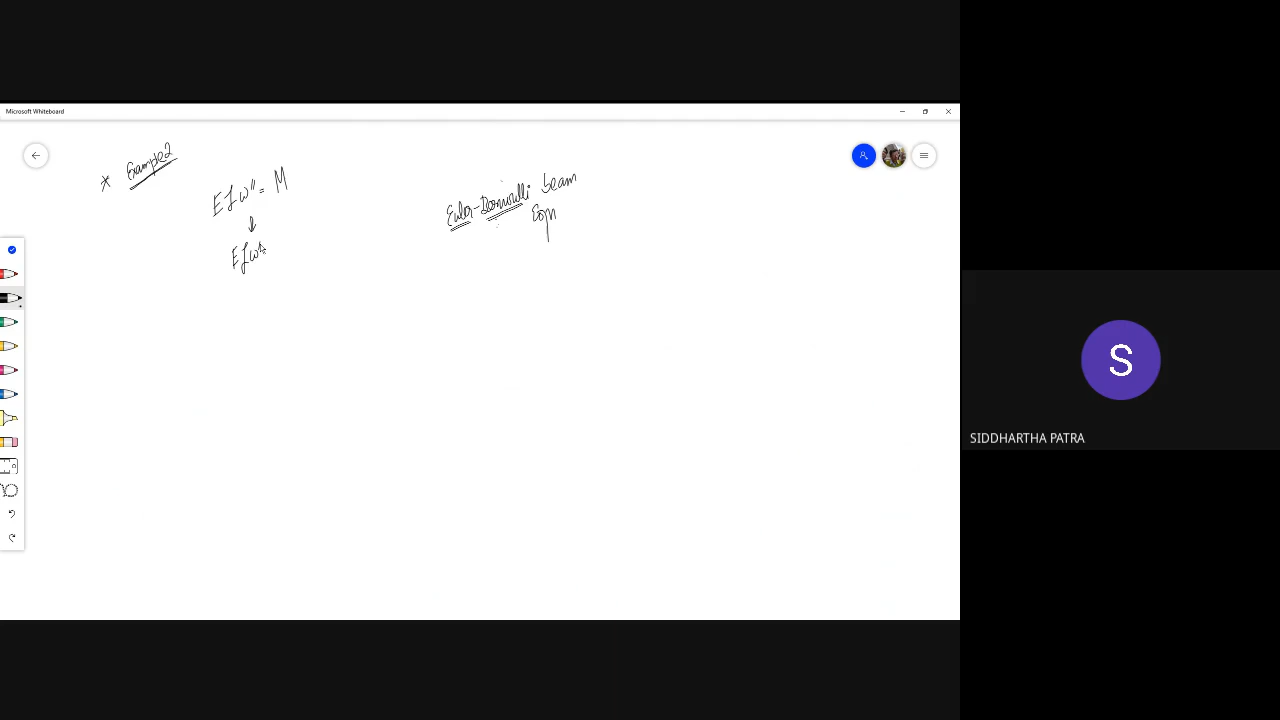 Microsoft Whiteboard
* Example 2
EIw'' = M
↓
EIw
Euler-Bernoulli beam
Eqn
S
SIDDHARTHA PATRA